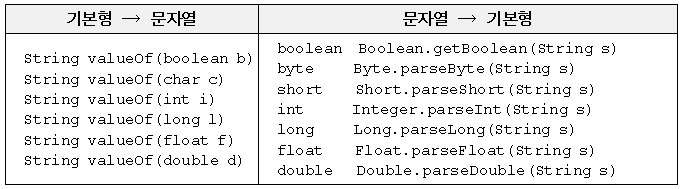 기본형 → 문자열
문자열 → 기본형
String valueOf(boolean b)
String valueOf(char c)
String valueOf(int i)
String valueOf(long l)
String valueOf(float f)
String valueOf(double d)
boolean Boolean.getBoolean(String s)
byte Byte.parseByte(String s)
short Short.parseShort(String s)
int Integer.parseInt(String s)
long Long.parseLong(String s)
float Float.parseFloat(String s)
double Double.parseDouble(String s)